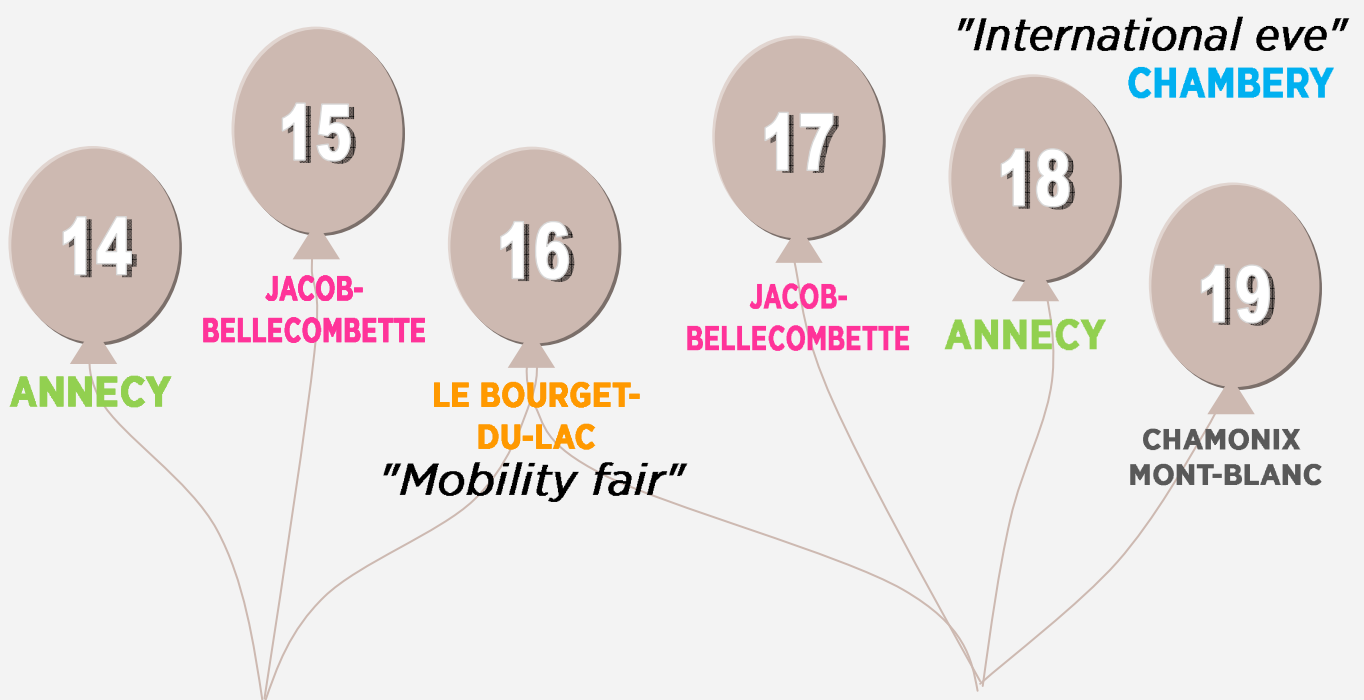 14
ANNECY
15
JACOB-
BELLECOMBETTE
16
LE BOURGET-
DU-LAC
"Mobility fair"
17
JACOB-
BELLECOMBETTE
18
ANNECY
"International eve"
CHAMBERY
19
CHAMONIX
MONT-BLANC